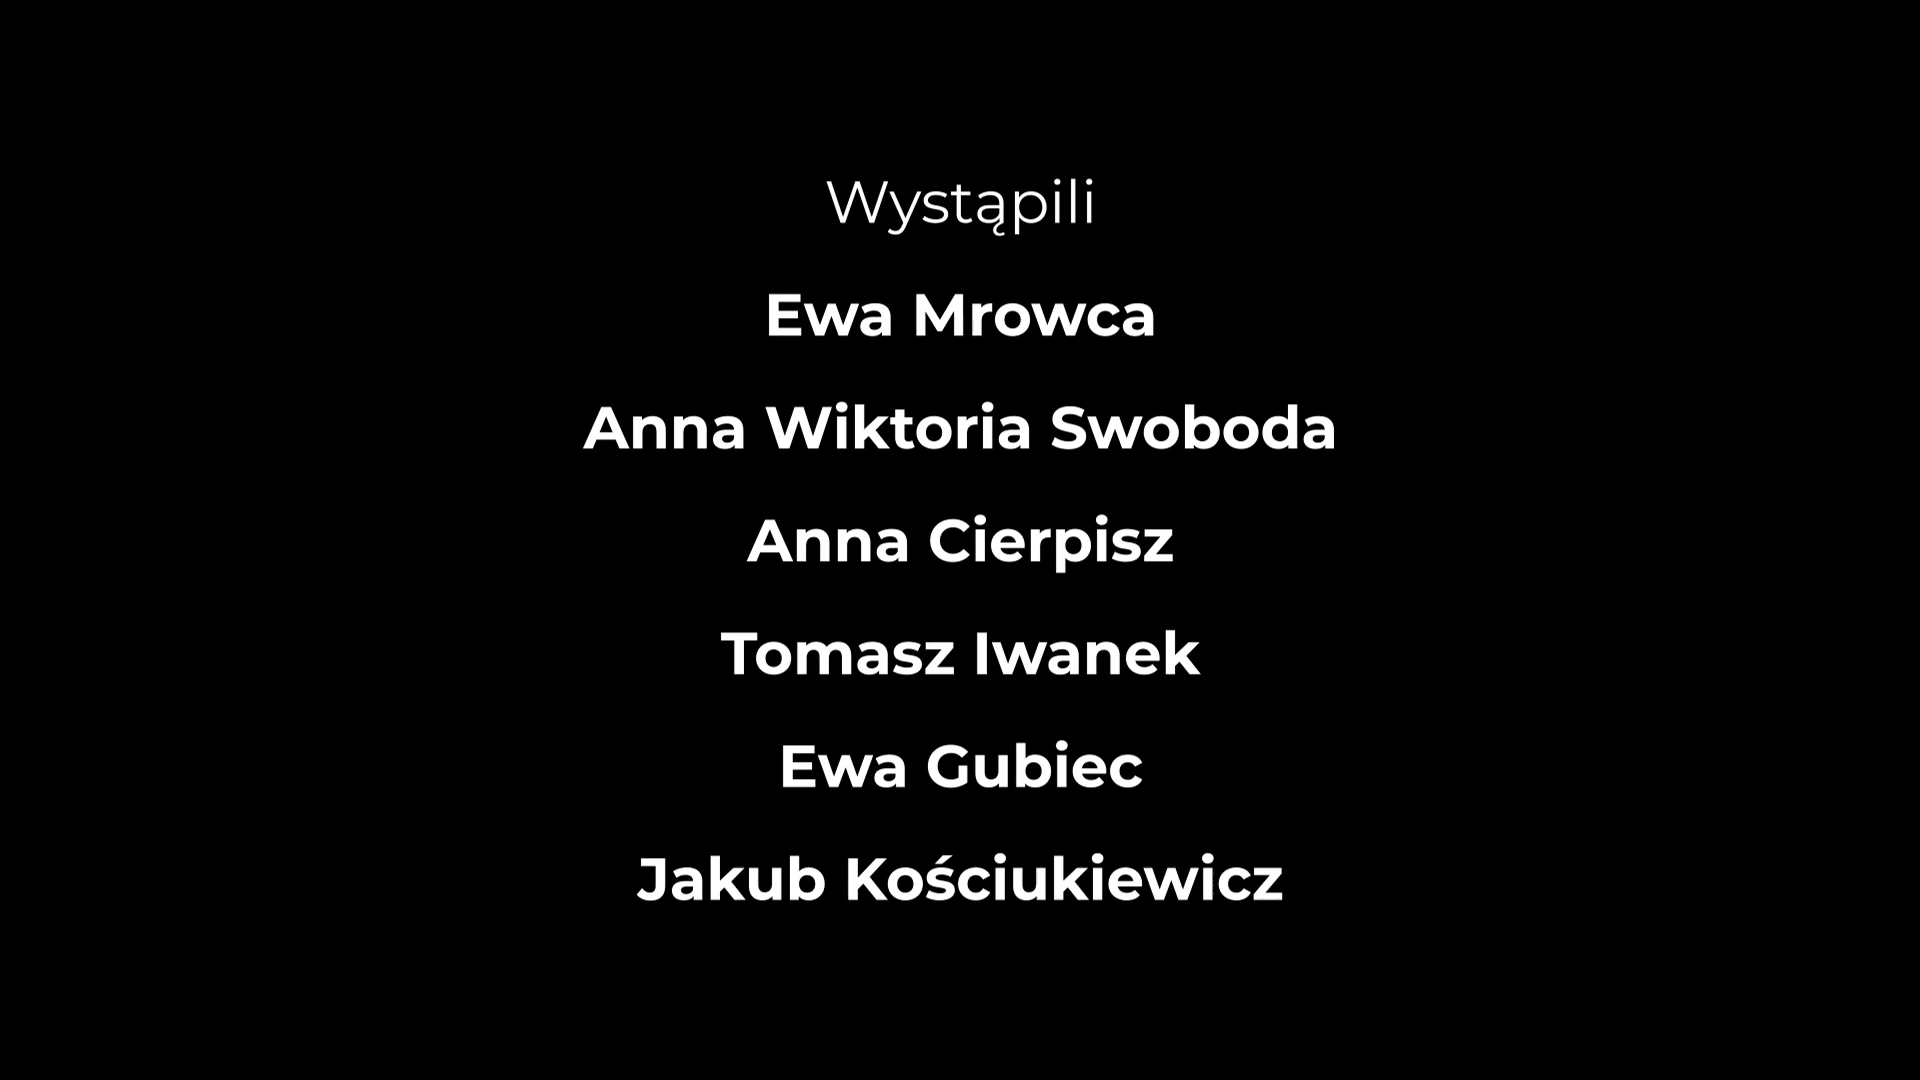 Wystąpili
Ewa Mrowca
Anna Wiktoria Swoboda
Anna Cierpisz
Tomasz Iwanek
Ewa Gubiec
Jakub Kościukiewicz